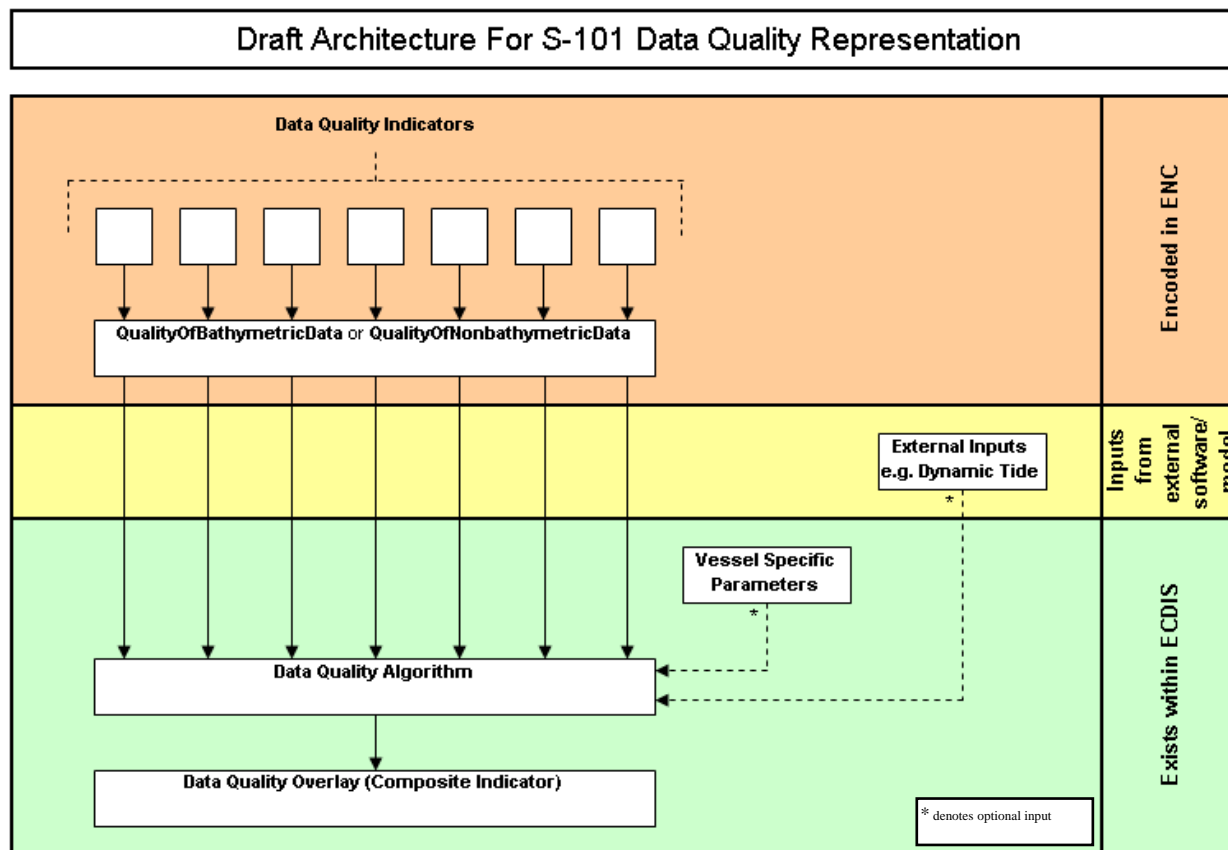 Draft Architecture For S-101 Data Quality Representation
Data Quality Indicators
QualityOfBathymetricData or QualityOfNonbathymetricData
Encoded in ENC
External Inputs
e.g. Dynamic Tide
*
Inputs
from
external
software/
model
Vessel Specific
Parameters
*
Data Quality Algorithm
Data Quality Overlay (Composite Indicator)
Exists within ECDIS
* denotes optional input